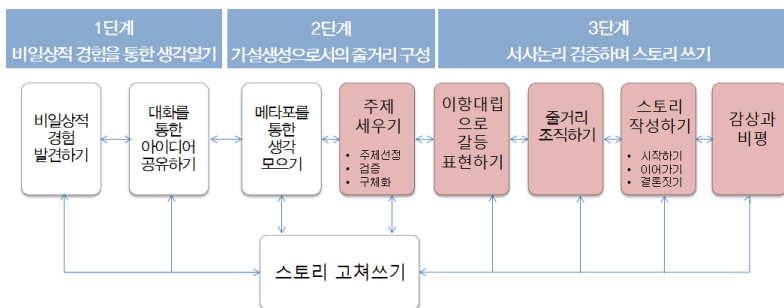 1단계
비일상적 경험을 통한 생각열기
2단계
가설생성으로서의 줄거리 구성
3단계
서사논리 검증하며 스토리 쓰기
비일상적
경험
발견하기
대화를
통한
아이디어
공유하기
메타포를
통한
생각
모으기
주제
세우기
• 주제선정
• 검증
• 구체화
이항대립
으로
갈등
표현하기
줄거리
조직하기
스토리
작성하기
• 시작하기
• 이어가기
• 결론짓기
감상과
비평
스토리 고쳐쓰기